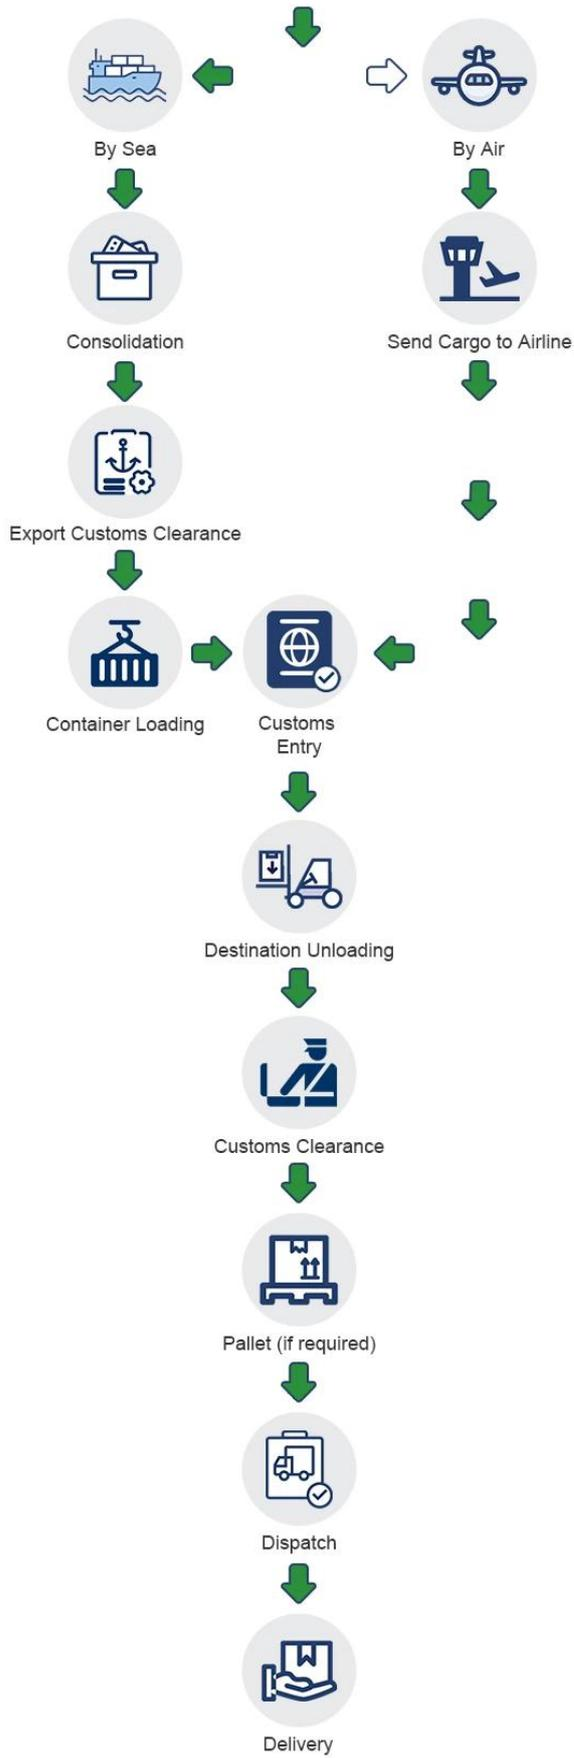 By Sea
By Air
Consolidation
Send Cargo to Airline
Export Customs Clearance
Container Loading
Customs
Entry
Destination Unloading
Customs Clearance
Pallet (if required)
Dispatch
Delivery